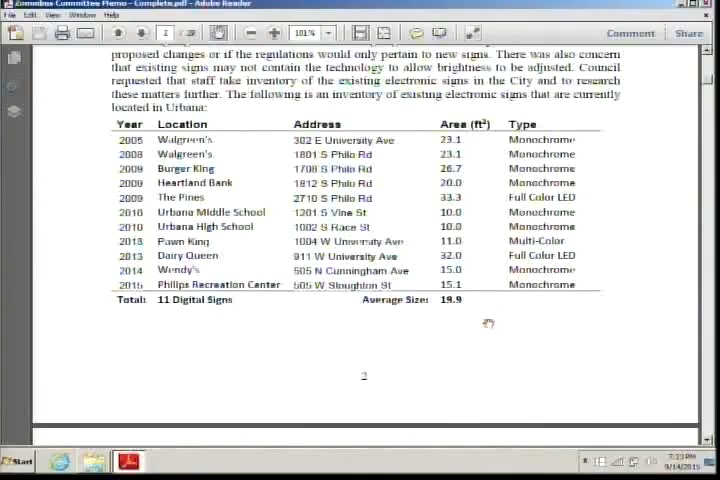 Zomnibus Committee Memo - Complete.pdf - Adobe Reader
File Edit View Window Help
2 / 29 101% Comment Share
proposed changes or if the regulations would only pertain to new signs. There was also concern
that existing signs may not contain the technology to allow brightness to be adjusted. Council
requested that staff take inventory of the existing electronic signs in the City and to research
these matters further. The following is an inventory of existing electronic signs that are currently
located in Urbana:
Year Location Address Area (ft²) Type
2005 Walgreen's 302 E University Ave 23.1 Monochrome
2008 Walgreen's 1801 S Philo Rd 23.1 Monochrome
2009 Burger King 1708 S Philo Rd 26.7 Monochrome
2009 Heartland Bank 1812 S Philo Rd 20.0 Monochrome
2009 The Pines 2710 S Philo Rd 33.3 Full Color LED
2010 Urbana Middle School 1201 S Vine St 10.0 Monochrome
2010 Urbana High School 1002 S Race St 10.0 Monochrome
2013 Pawn King 1004 W University Ave 11.0 Multi-Color
2013 Dairy Queen 911 W University Ave 32.0 Full Color LED
2014 Wendy's 505 N Cunningham Ave 15.0 Monochrome
2015 Philips Recreation Center 505 W Stoughton St 15.1 Monochrome
Total: 11 Digital Signs Average Size: 19.9
2
Start 7:23 PM
9/14/2015